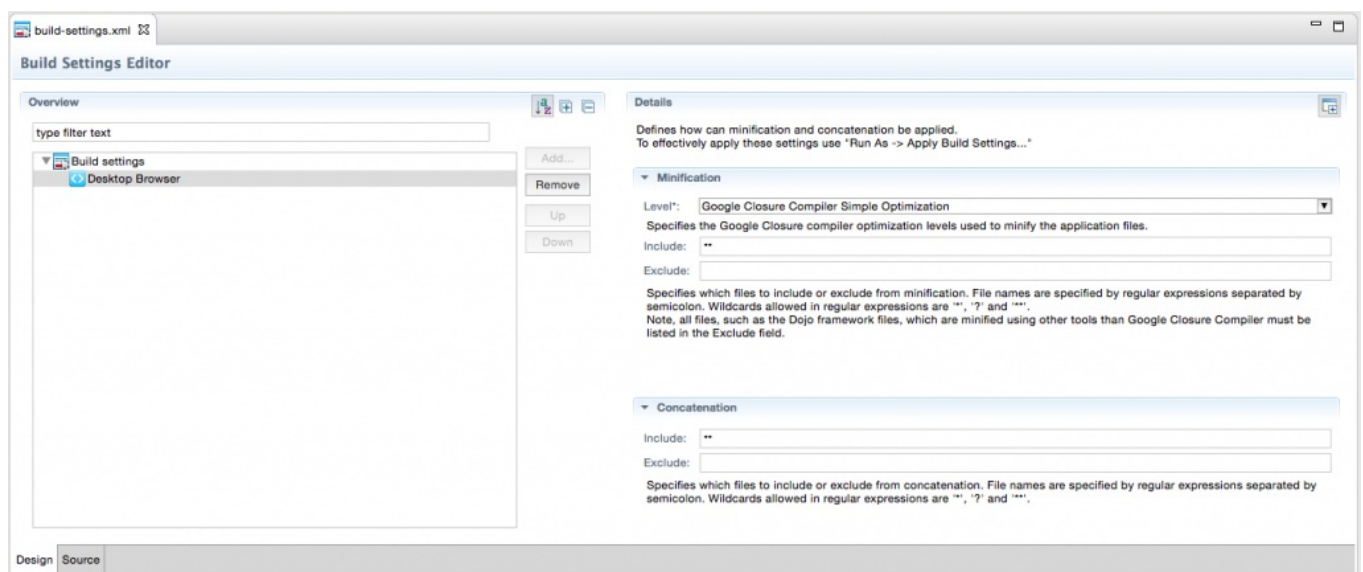 build-settings.xml
Build Settings Editor
Overview
type filter text
Build settings
Desktop Browser
Add...
Remove
Up
Down
Details
Defines how can minification and concatenation be applied.
To effectively apply these settings use "Run As -> Apply Build Settings..."
Minification
Level*: Google Closure Compiler Simple Optimization
Specifies the Google Closure compiler optimization levels used to minify the application files.
Include: **
Exclude:
Specifies which files to include or exclude from minification. File names are specified by regular expressions separated by
semicolon. Wildcards allowed in regular expressions are '*', '?' and '**'.
Note, all files, such as the Dojo framework files, which are minified using other tools than Google Closure Compiler must be
listed in the Exclude field.
Concatenation
Include: **
Exclude:
Specifies which files to include or exclude from concatenation. File names are specified by regular expressions separated by
semicolon. Wildcards allowed in regular expressions are '*', '?' and '**'.
Design Source